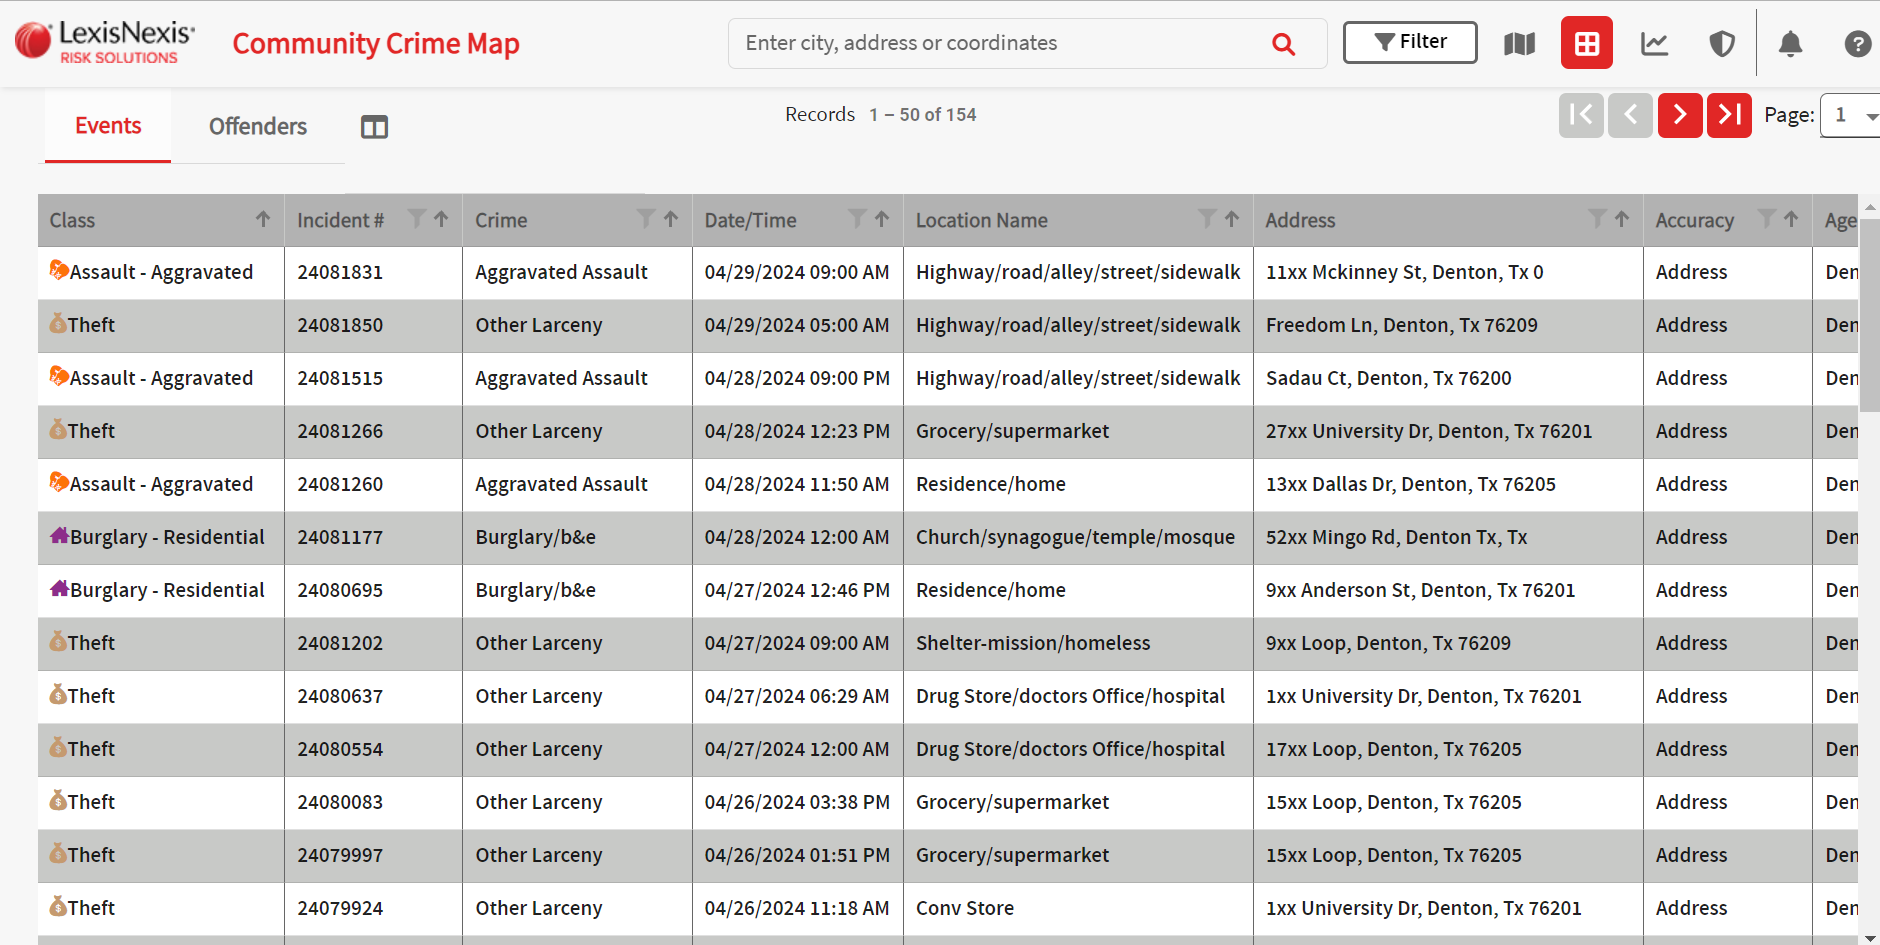 LexisNexis®
RISK SOLUTIONS
Community Crime Map
Enter city, address or coordinates
Filter
Events
Offenders
Records 1 – 50 of 154
Page: 1
Class Incident # Crime Date/Time Location Name Address Accuracy Age
Assault - Aggravated 24081831 Aggravated Assault 04/29/2024 09:00 AM Highway/road/alley/street/sidewalk 11xx Mckinney St, Denton, Tx 0 Address Den
Theft 24081850 Other Larceny 04/29/2024 05:00 AM Highway/road/alley/street/sidewalk Freedom Ln, Denton, Tx 76209 Address Den
Assault - Aggravated 24081515 Aggravated Assault 04/28/2024 09:00 PM Highway/road/alley/street/sidewalk Sadau Ct, Denton, Tx 76200 Address Den
Theft 24081266 Other Larceny 04/28/2024 12:23 PM Grocery/supermarket 27xx University Dr, Denton, Tx 76201 Address Den
Assault - Aggravated 24081260 Aggravated Assault 04/28/2024 11:50 AM Residence/home 13xx Dallas Dr, Denton, Tx 76205 Address Den
Burglary - Residential 24081177 Burglary/b&e 04/28/2024 12:00 AM Church/synagogue/temple/mosque 52xx Mingo Rd, Denton Tx, Tx Address Den
Burglary - Residential 24080695 Burglary/b&e 04/27/2024 12:46 PM Residence/home 9xx Anderson St, Denton, Tx 76201 Address Den
Theft 24081202 Other Larceny 04/27/2024 09:00 AM Shelter-mission/homeless 9xx Loop, Denton, Tx 76209 Address Den
Theft 24080637 Other Larceny 04/27/2024 06:29 AM Drug Store/doctors Office/hospital 1xx University Dr, Denton, Tx 76201 Address Den
Theft 24080554 Other Larceny 04/27/2024 12:00 AM Drug Store/doctors Office/hospital 17xx Loop, Denton, Tx 76205 Address Den
Theft 24080083 Other Larceny 04/26/2024 03:38 PM Grocery/supermarket 15xx Loop, Denton, Tx 76205 Address Den
Theft 24079997 Other Larceny 04/26/2024 01:51 PM Grocery/supermarket 15xx Loop, Denton, Tx 76205 Address Den
Theft 24079924 Other Larceny 04/26/2024 11:18 AM Conv Store 1xx University Dr, Denton, Tx 76201 Address Den